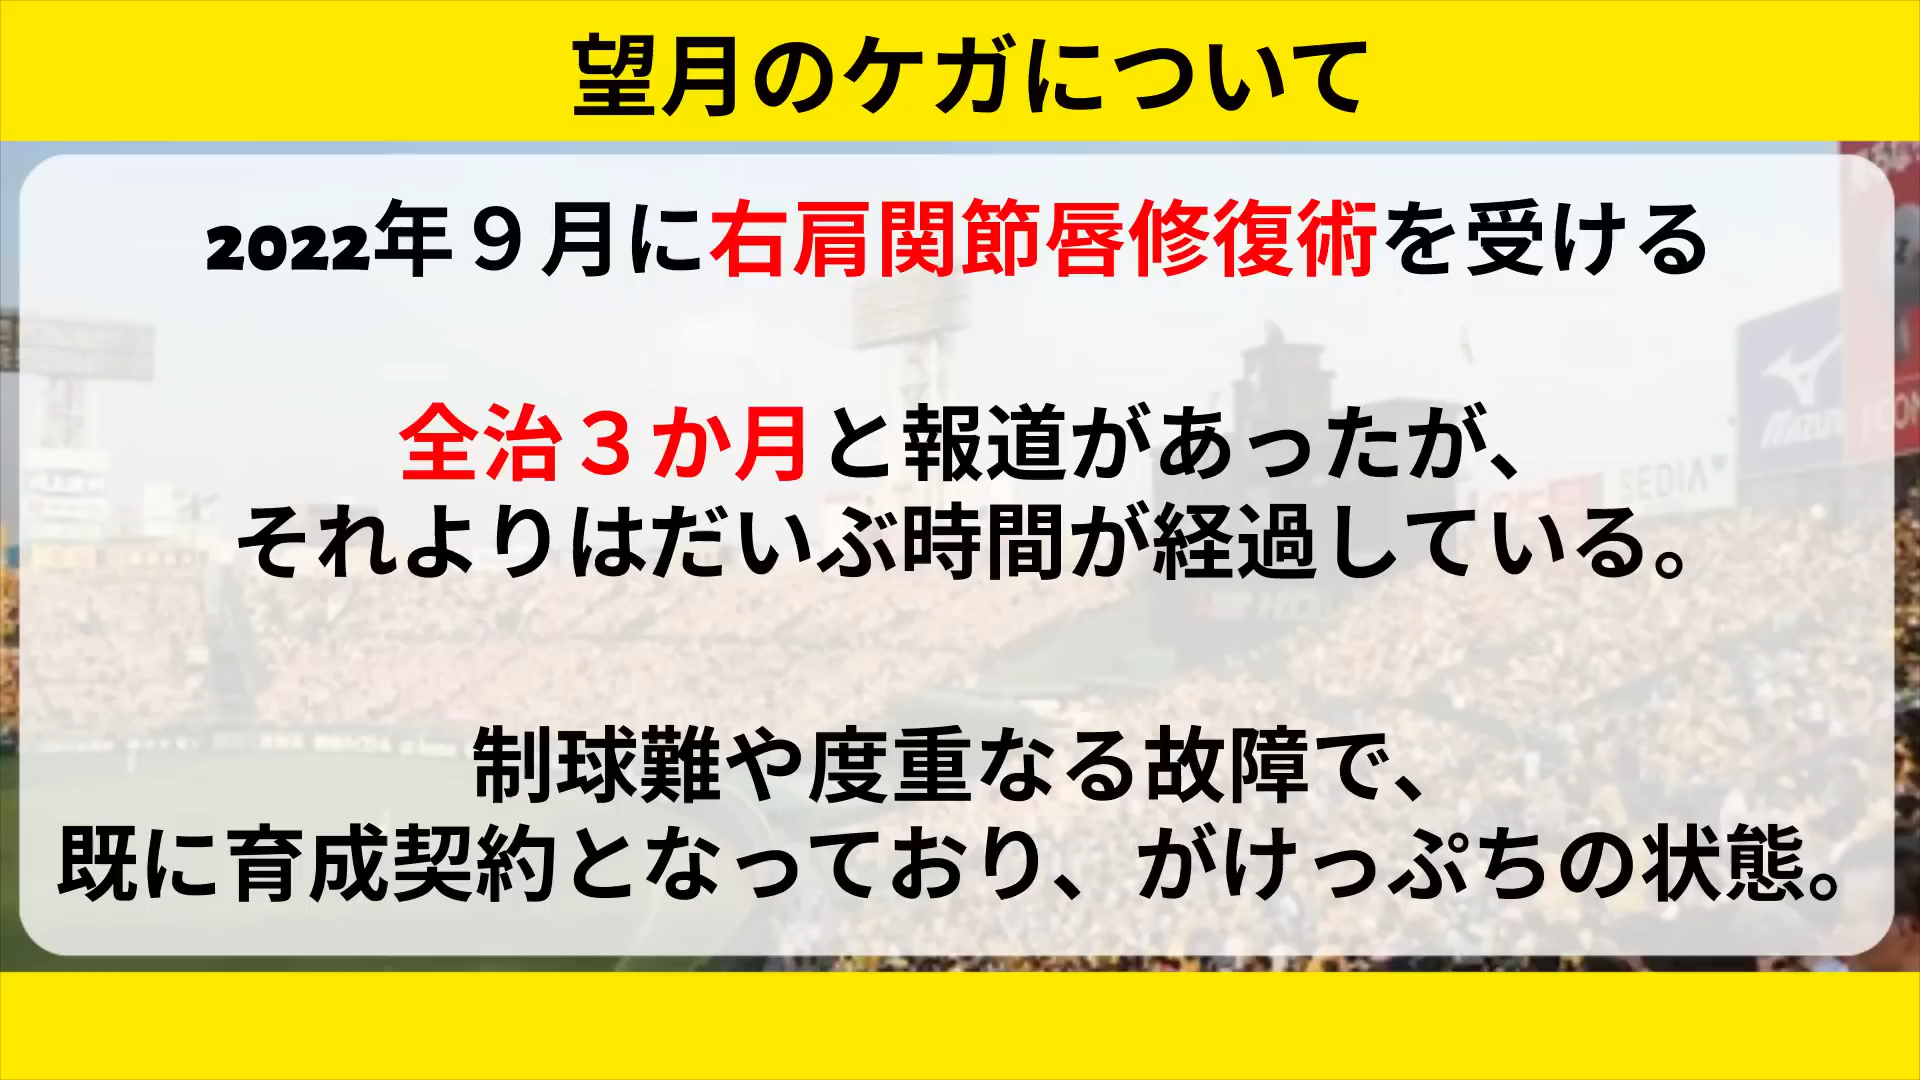 望月のケガについて
2022年９月に右肩関節唇修復術を受ける
全治３か月と報道があったが、
それよりはだいぶ時間が経過している。
制球難や度重なる故障で、
既に育成契約となっており、がけっぷちの状態。
MIZUNO
SEDIA